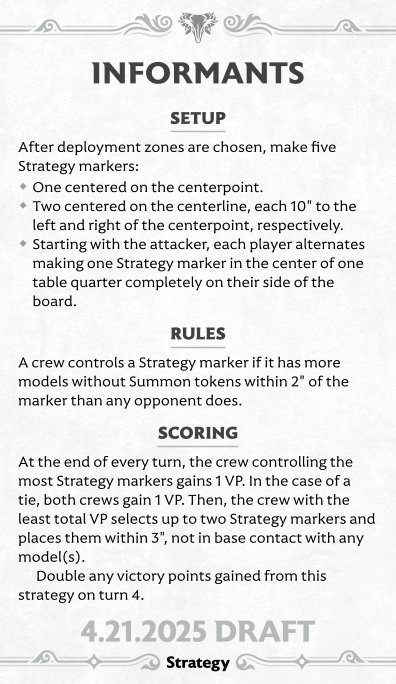 INFORMANTS
SETUP
After deployment zones are chosen, make five
Strategy markers:
One centered on the centerpoint.
Two centered on the centerline, each 10" to the
left and right of the centerpoint, respectively.
Starting with the attacker, each player alternates
making one Strategy marker in the center of one
table quarter completely on their side of the
board.
RULES
A crew controls a Strategy marker if it has more
models without Summon tokens within 2" of the
marker than any opponent does.
SCORING
At the end of every turn, the crew controlling the
most Strategy markers gains 1 VP. In the case of a
tie, both crews gain 1 VP. Then, the crew with the
least total VP selects up to two Strategy markers and
places them within 3", not in base contact with any
model(s).
Double any victory points gained from this
strategy on turn 4.
4.21.2025 DRAFT
Strategy